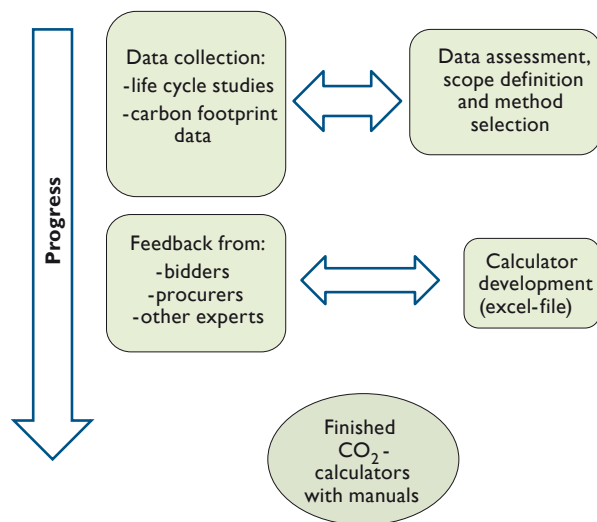 Progress
Data collection:
-life cycle studies
-carbon footprint
data
Data assessment,
scope definition
and method
selection
Feedback from:
-bidders
-procurers
-other experts
Calculator
development
(excel-file)
Finished
CO₂-
calculators
with manuals